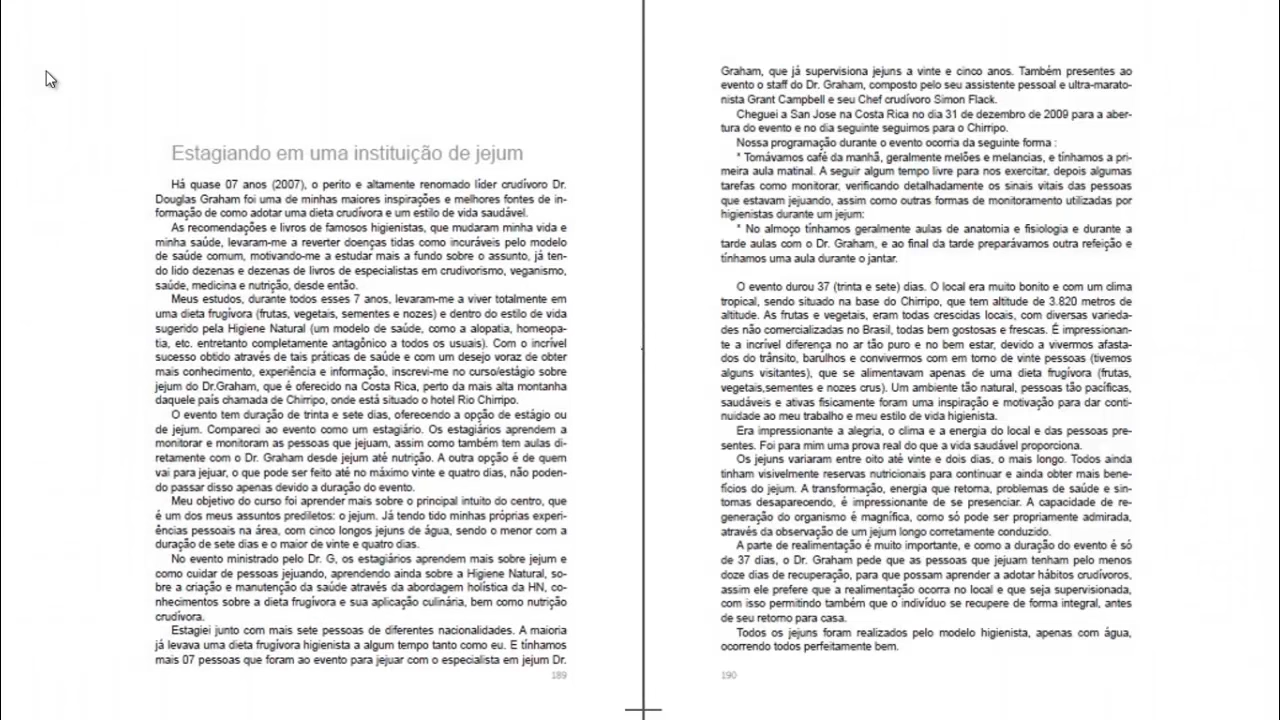 Estagiando em uma instituição de jejum
Há quase 07 anos (2007), o perito e altamente renomado líder crudívoro Dr.
Douglas Graham foi uma de minhas maiores inspirações e melhores fontes de in-
formação de como adotar uma dieta crudívora e um estilo de vida saudável.
As recomendações e livros de famosos higienistas, que mudaram minha vida e
minha saúde, levaram-me a reverter doenças tidas como incuráveis pelo modelo
de saúde comum, motivando-me a estudar mais a fundo sobre o assunto, já ten-
do lido dezenas e dezenas de livros de especialistas em crudivorismo, veganismo,
saúde, medicina e nutrição, desde então.
Meus estudos, durante todos esses 7 anos, levaram-me a viver totalmente em
uma dieta frugívora (frutas, vegetais, sementes e nozes) e dentro do estilo de vida
sugerido pela Higiene Natural (um modelo de saúde, como a alopatia, homeopa-
tia, etc. entretanto completamente antagônico a todos os usuais). Com o incrível
sucesso obtido através de tais práticas de saúde e com um desejo voraz de obter
mais conhecimento, experiência e informação, inscrevi-me no curso/estágio sobre
jejum do Dr.Graham, que é oferecido na Costa Rica, perto da mais alta montanha
daquele país chamada de Chirripo, onde está situado o hotel Rio Chirripo.
O evento tem duração de trinta e sete dias, oferecendo a opção de estágio ou
de jejum. Compareci ao evento como um estagiário. Os estagiários aprendem a
monitorar e monitoram as pessoas que jejuam, assim como também tem aulas di-
retamente com o Dr. Graham desde jejum até nutrição. A outra opção é de quem
vai para jejuar, o que pode ser feito até no máximo vinte e quatro dias, não poden-
do passar disso apenas devido a duração do evento.
Meu objetivo do curso foi aprender mais sobre o principal intuito do centro, que
é um dos meus assuntos prediletos: o jejum. Já tendo tido minhas próprias experi-
ências pessoais na área, com cinco longos jejuns de água, sendo o menor com a
duração de sete dias e o maior de vinte e quatro dias.
No evento ministrado pelo Dr. G, os estagiários aprendem mais sobre jejum e
como cuidar de pessoas jejuando, aprendendo ainda sobre a Higiene Natural, so-
bre a criação e manutenção da saúde através da abordagem holística da HN, co-
nhecimentos sobre a dieta frugívora e sua aplicação culinária, bem como nutrição
crudívora.
Estagiei junto com mais sete pessoas de diferentes nacionalidades. A maioria
já levava uma dieta frugívora higienista a algum tempo tanto como eu. E tínhamos
mais 07 pessoas que foram ao evento para jejuar com o especialista em jejum Dr.
189
Graham, que já supervisiona jejuns a vinte e cinco anos. Também presentes ao
evento o staff do Dr. Graham, composto pelo seu assistente pessoal e ultra-marato-
nista Grant Campbell e seu Chef crudívoro Simon Flack.
Cheguei a San Jose na Costa Rica no dia 31 de dezembro de 2009 para a aber-
tura do evento e no dia seguinte seguimos para o Chirripo.
Nossa programação durante o evento ocorria da seguinte forma :
* Tomávamos café da manhã, geralmente melões e melancias, e tínhamos a pri-
meira aula matinal. A seguir algum tempo livre para nos exercitar, depois algumas
tarefas como monitorar, verificando detalhadamente os sinais vitais das pessoas
que estavam jejuando, assim como outras formas de monitoramento utilizadas por
higienistas durante um jejum:
* No almoço tínhamos geralmente aulas de anatomia e fisiologia e durante a
tarde aulas com o Dr. Graham, e ao final da tarde preparávamos outra refeição e
tínhamos uma aula durante o jantar.
O evento durou 37 (trinta e sete) dias. O local era muito bonito e com um clima
tropical, sendo situado na base do Chirripo, que tem altitude de 3.820 metros de
altitude. As frutas e vegetais, eram todas crescidas locais, com diversas varieda-
des não comercializadas no Brasil, todas bem gostosas e frescas. É impressionan-
te a incrível diferença no ar tão puro e no bem estar, devido a vivermos afasta-
dos do trânsito, barulhos e convivermos com em torno de vinte pessoas (tivemos
alguns visitantes), que se alimentavam apenas de uma dieta frugívora (frutas,
vegetais,sementes e nozes crus). Um ambiente tão natural, pessoas tão pacíficas,
saudáveis e ativas fisicamente foram uma inspiração e motivação para dar conti-
nuidade ao meu trabalho e meu estilo de vida higienista.
Era impressionante a alegria, o clima e a energia do local e das pessoas pre-
sentes. Foi para mim uma prova real do que a vida saudável proporciona.
Os jejuns variaram entre oito até vinte e dois dias, o mais longo. Todos ainda
tinham visivelmente reservas nutricionais para continuar e ainda obter mais bene-
fícios do jejum. A transformação, energia que retorna, problemas de saúde e sin-
tomas desaparecendo, é impressionante de se presenciar. A capacidade de re-
generação do organismo é magnífica, como só pode ser propriamente admirada,
através da observação de um jejum longo corretamente conduzido.
A parte de realimentação é muito importante, e como a duração do evento é só
de 37 dias, o Dr. Graham pede que as pessoas que jejuam tenham pelo menos
doze dias de recuperação, para que possam aprender a adotar hábitos crudívoros,
assim ele prefere que a realimentação ocorra no local e que seja supervisionada,
com isso permitindo também que o indivíduo se recupere de forma integral, antes
de seu retorno para casa.
Todos os jejuns foram realizados pelo modelo higienista, apenas com água,
ocorrendo todos perfeitamente bem.
190